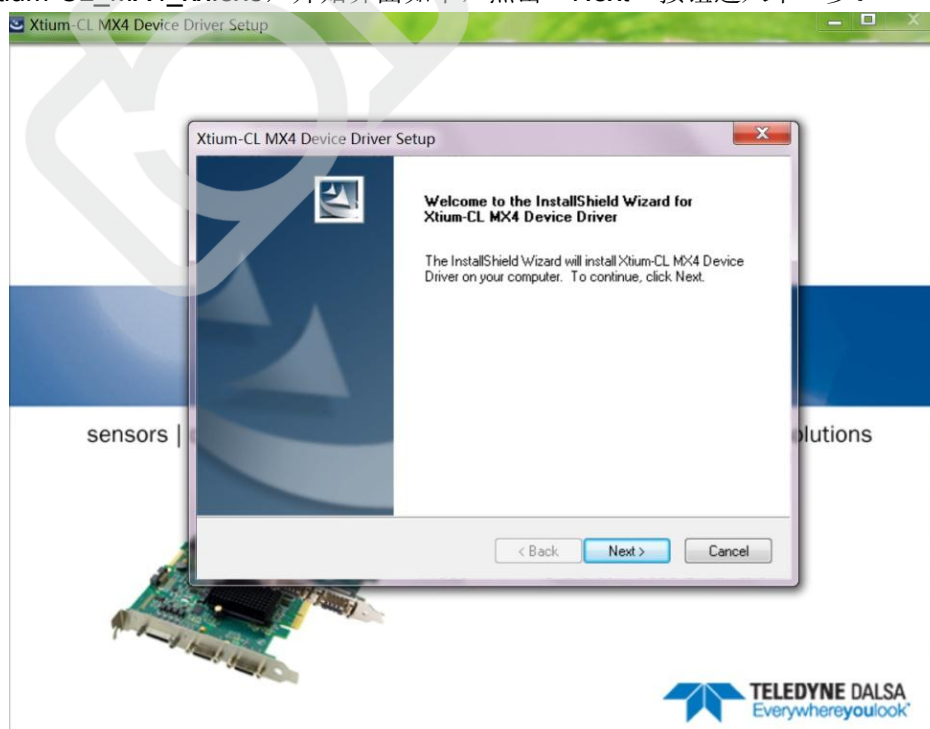 Xtium-CL MX4 Device Driver Setup
Xtium-CL MX4 Device Driver Setup
Welcome to the InstallShield Wizard for
Xtium-CL MX4 Device Driver
The InstallShield Wizard will install Xtium-CL MX4 Device
Driver on your computer. To continue, click Next.
sensors |
olutions
< Back
Next >
Cancel
TELEDYNE DALSA
Everywhereyoulook